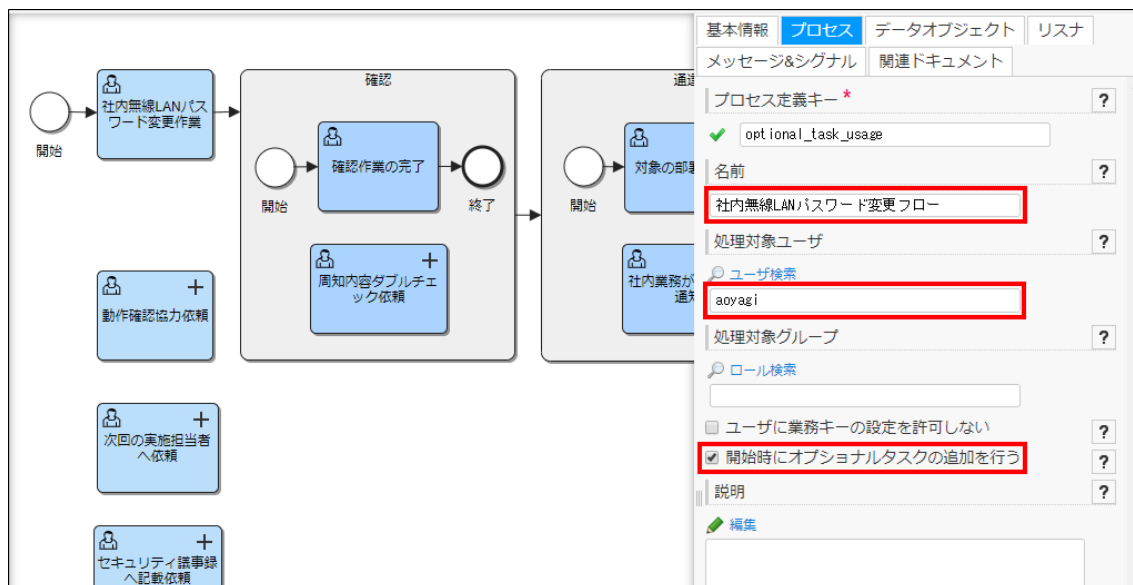 確認
通達
社内無線LANパス
ワード変更作業
開始
確認作業の完了
開始
終了
対象の部署
開始
周知内容ダブルチェ
ック依頼
社内業務が
通知
動作確認協力依頼
次回の実施担当者
へ依頼
セキュリティ議事録
へ記載依頼
基本情報 プロセス データオブジェクト リスナ
メッセージ&シグナル 関連ドキュメント
プロセス定義キー * ?
optional_task_usage
名前 ?
社内無線LANパスワード変更フロー
処理対象ユーザ ?
ユーザ検索
aoyagi
処理対象グループ ?
ロール検索
ユーザに業務キーの設定を許可しない ?
開始時にオプショナルタスクの追加を行う ?
説明 ?
編集